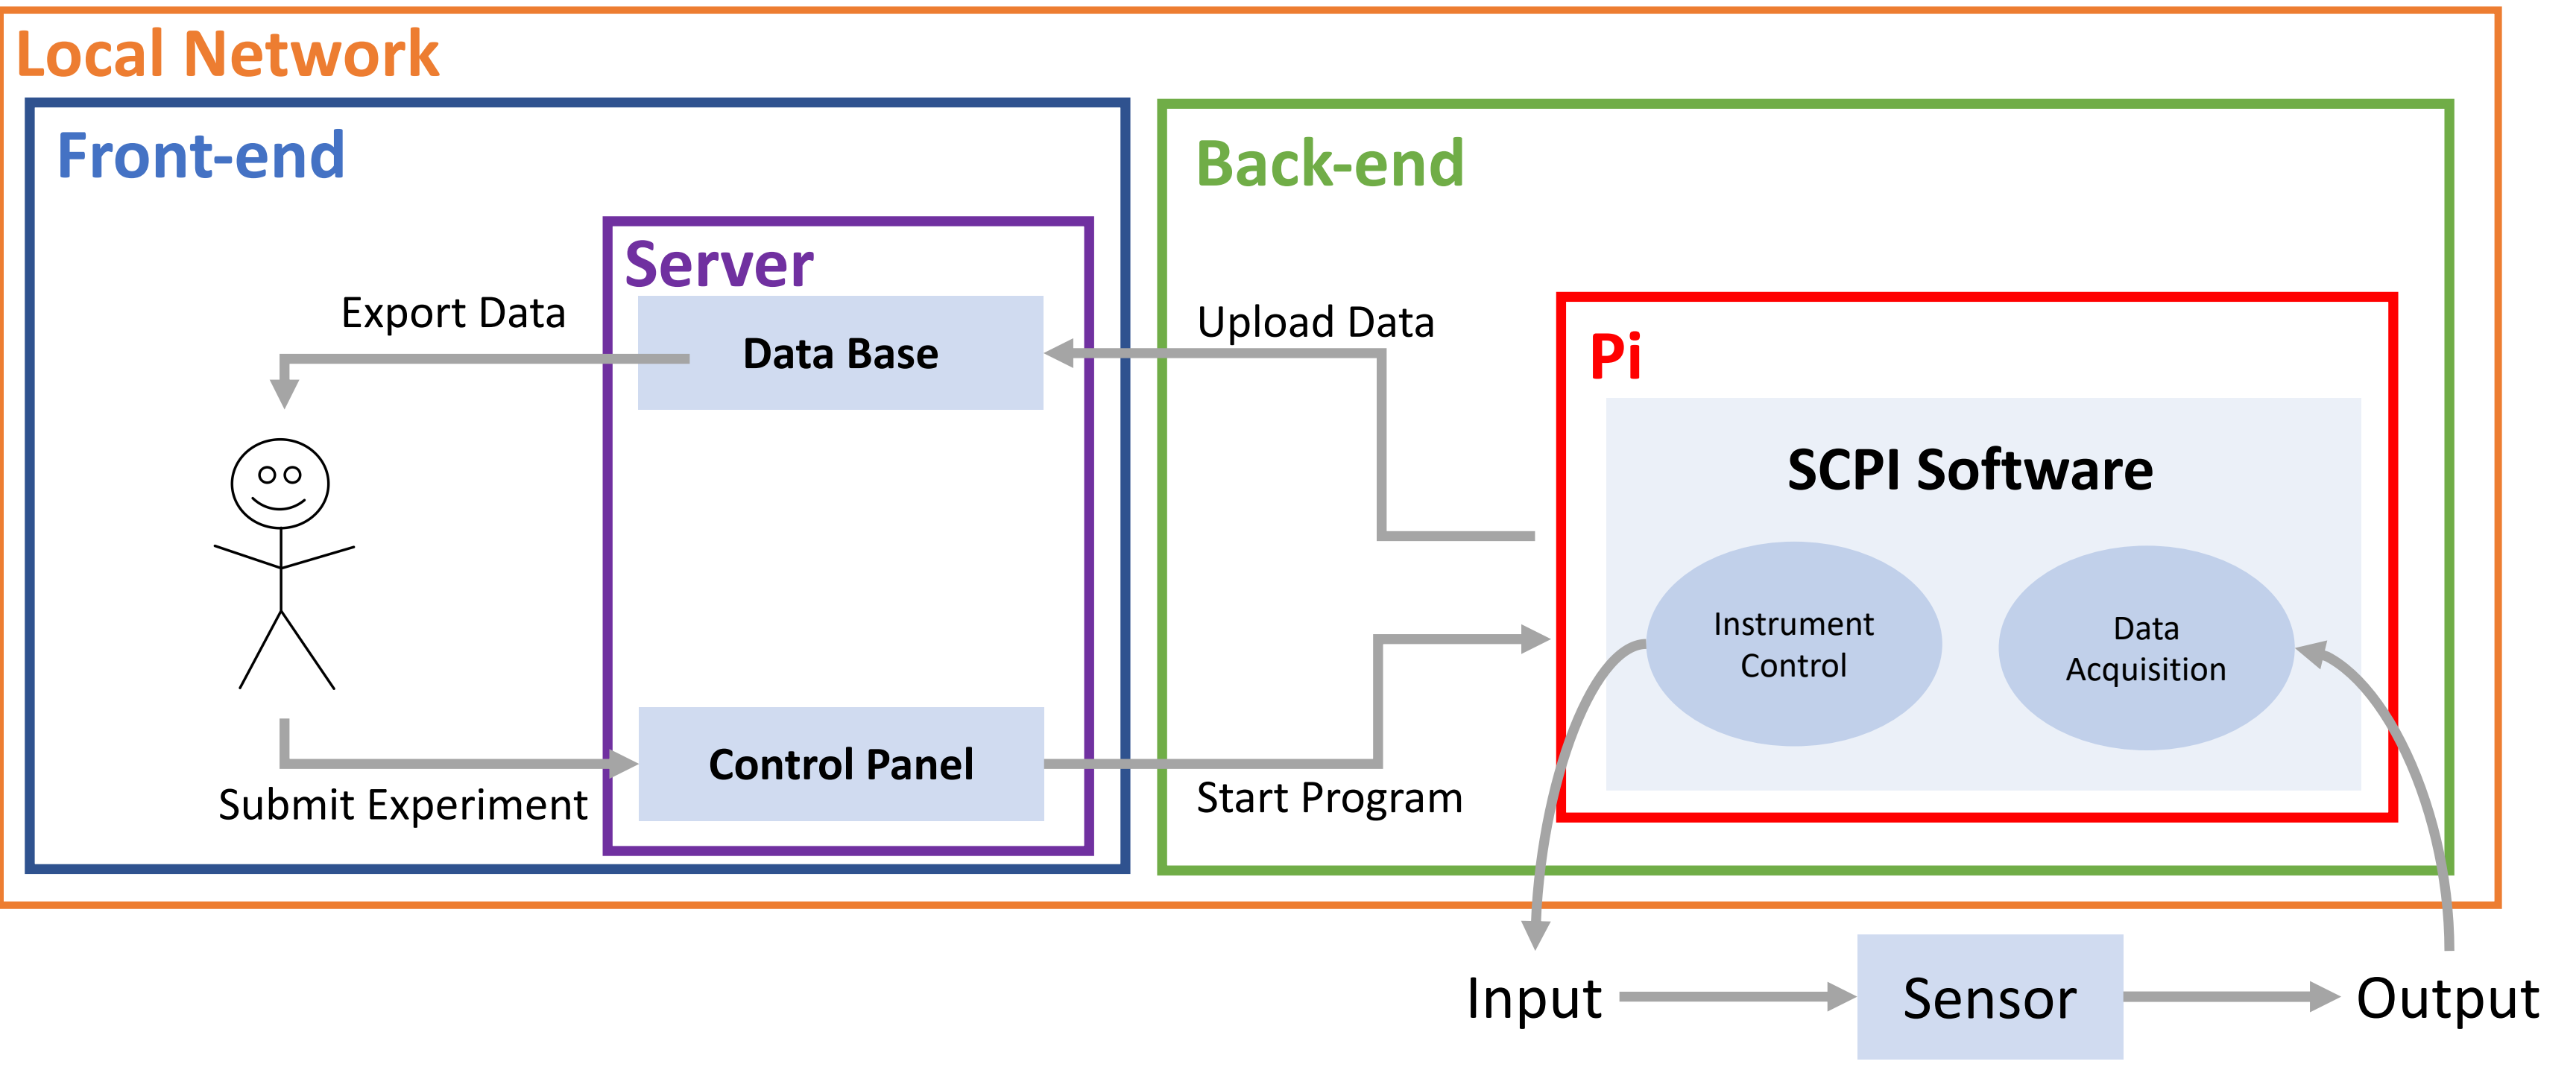 Local Network
Front-end
Back-end
Server
Export Data
Data Base
Upload Data
Pi
SCPI Software
Instrument
Control
Data
Acquisition
Control Panel
Submit Experiment
Start Program
Input
Sensor
Output